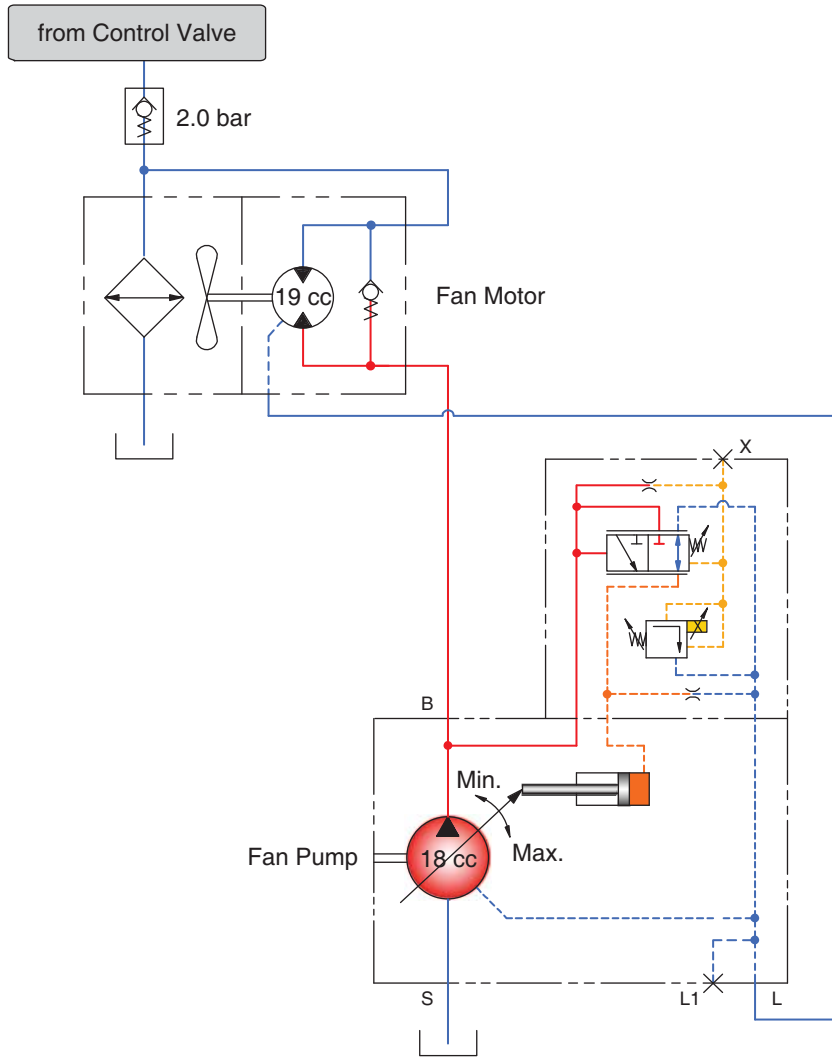 from Control Valve
2.0 bar
19 cc
Fan Motor
X
X
B
Min.
Max.
Fan Pump
18 cc
S
L1
L